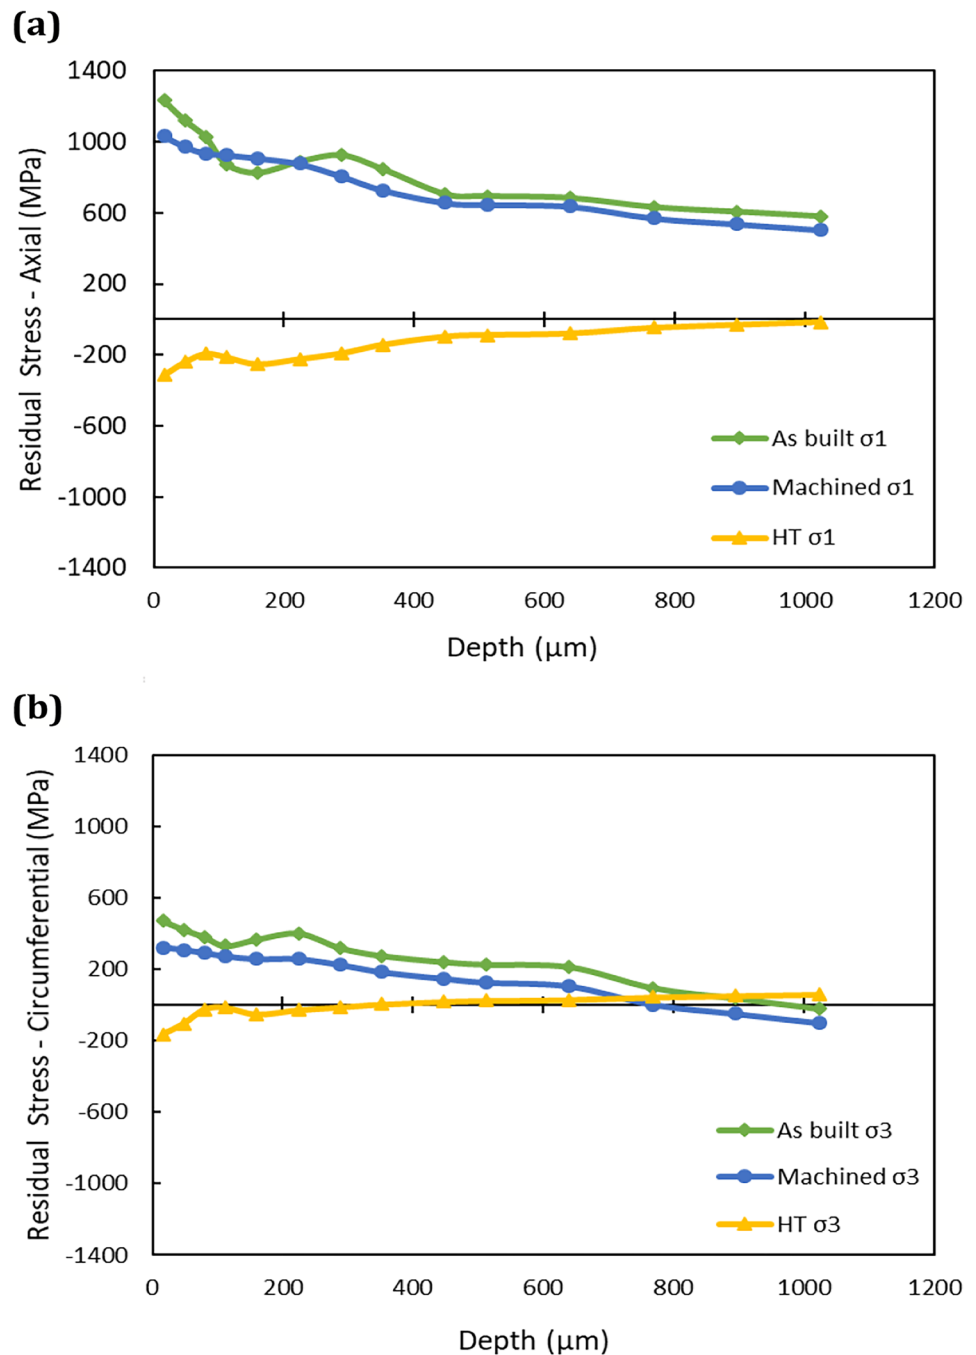 (a)
1400
1000
600
200
-200
-600
-1000
-1400
Residual Stress - Axial (MPa)
As built σ1
Machined σ1
HT σ1
0 200 400 600 800 1000 1200
Depth (µm)
(b)
1400
1000
600
200
-200
-600
-1000
-1400
Residual Stress - Circumferential (MPa)
As built σ3
Machined σ3
HT σ3
0 200 400 600 800 1000 1200
Depth (µm)